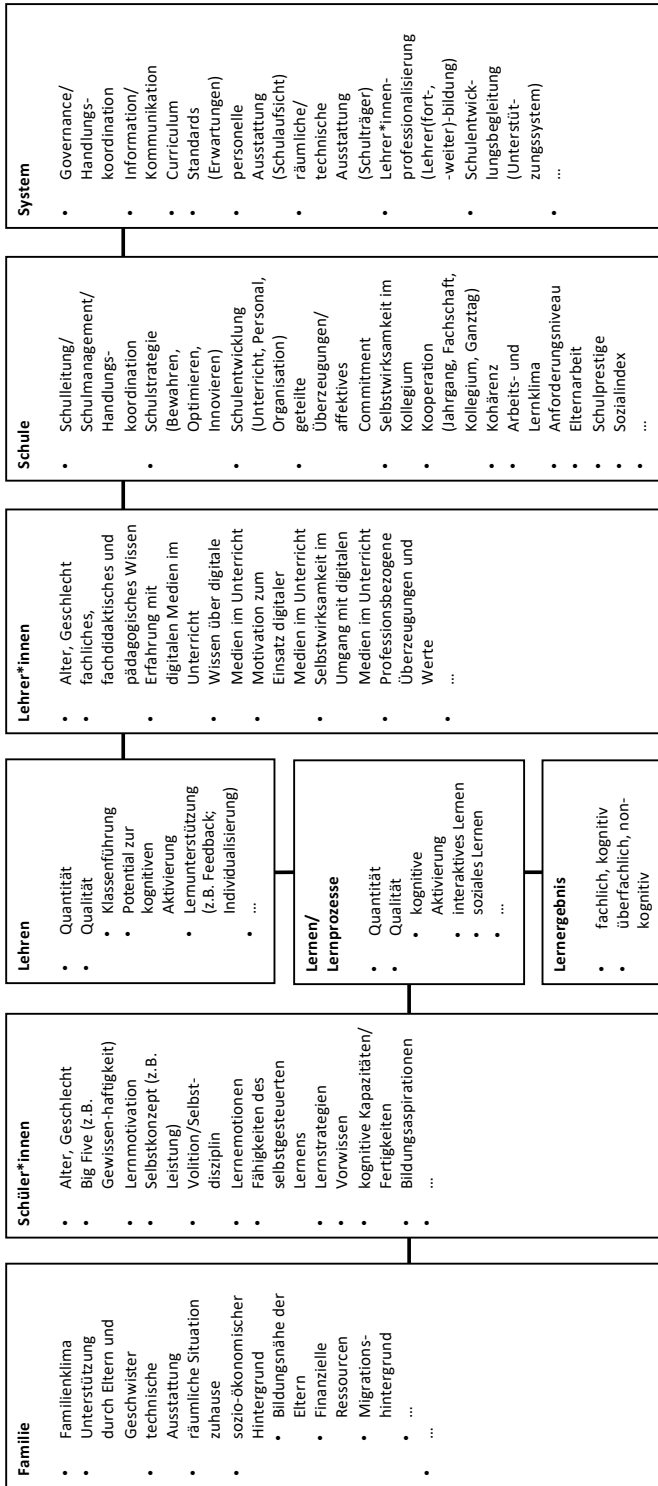 Familie
• Familienklima
• Unterstützung
durch Eltern und
Geschwister
• technische
Ausstattung
• räumliche Situation
zuhause
• sozio-ökonomischer
Hintergrund
• Bildungsnähe der
Eltern
• Finanzielle
Ressourcen
• Migrations-
hintergrund
• ...
• ...
Schüler*innen
• Alter, Geschlecht
• Big Five (z.B.
Gewissen-haftigkeit)
• Lernmotivation
• Selbstkonzept (z.B.
Leistung)
• Volition/Selbst-
disziplin
• Lernemotionen
• Fähigkeiten des
selbstgesteuerten
Lernens
• Lernstrategien
• Vorwissen
• kognitive Kapazitäten/
Fertigkeiten
• Bildungsaspirationen
• ...
Lehren
• Quantität
• Qualität
• Klassenführung
• Potential zur
kognitiven
Aktivierung
• Lernunterstützung
(z.B. Feedback;
Individualisierung)
• ...
Lernen/
Lernprozesse
• Quantität
• Qualität
• kognitive
Aktivierung
• interaktives Lernen
• soziales Lernen
• ...
Lernergebnis
• fachlich, kognitiv
• überfachlich, non-
kognitiv
Lehrer*innen
• Alter, Geschlecht
• fachliches,
fachdidaktisches und
pädagogisches Wissen
• Erfahrung mit
digitalen Medien im
Unterricht
• Wissen über digitale
Medien im Unterricht
• Motivation zum
Einsatz digitaler
Medien im Unterricht
• Selbstwirksamkeit im
Umgang mit digitalen
Medien im Unterricht
• Professionsbezogene
Überzeugungen und
Werte
• ...
Schule
• Schulleitung/
Schulmanagement/
Handlungs-
koordination
• Schulstrategie
(Bewahren,
Optimieren,
Innovieren)
• Schulentwicklung
(Unterricht, Personal,
Organisation)
• geteilte
Überzeugungen/
affektives
Commitment
• Selbstwirksamkeit im
Kollegium
• Kooperation
(Jahrgang, Fachschaft,
Kollegium, Ganztag)
• Kohärenz
• Arbeits- und
Lernklima
• Anforderungsniveau
• Elternarbeit
• Schulprestige
• Sozialindex
• ...
System
• Governance/
Handlungs-
koordination
• Information/
Kommunikation
• Curriculum
• Standards
(Erwartungen)
• personelle
Ausstattung
(Schulaufsicht)
• räumliche/
technische
Ausstattung
(Schulträger)
• Lehrer*innen-
professionalisierung
(Lehrer(fort-,
-weiter)-bildung)
• Schulentwick-
lungsbegleitung
(Unterstüt-
zungssystem)
• ...